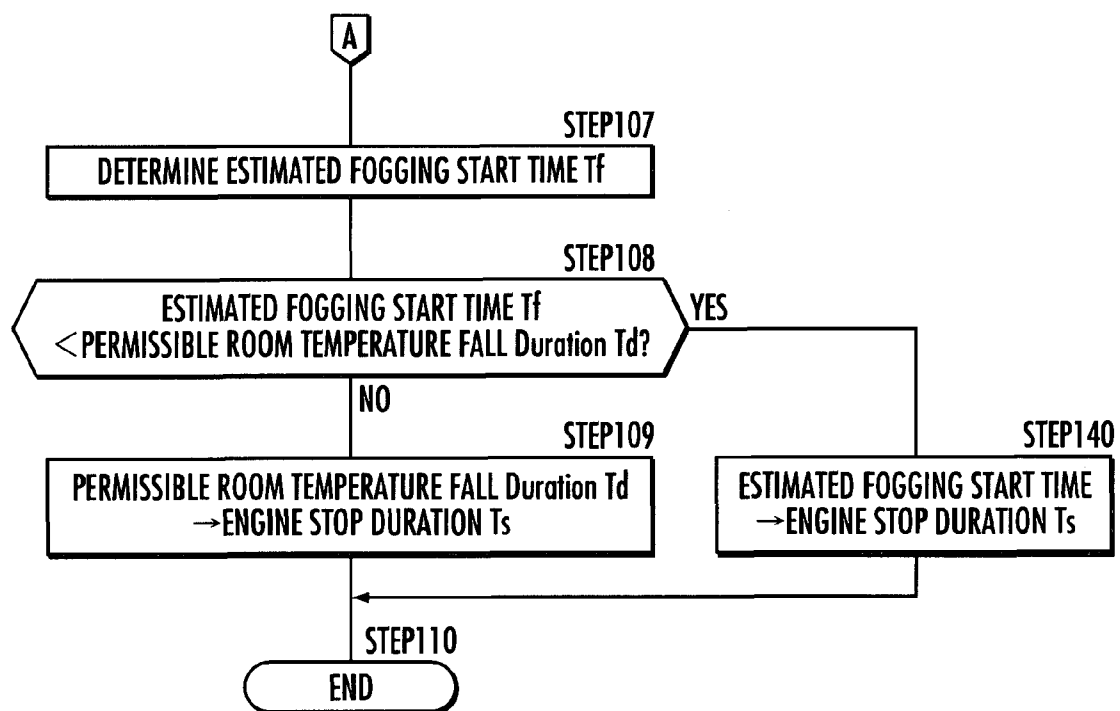 A
STEP107
DETERMINE ESTIMATED FOGGING START TIME Tf
STEP108
ESTIMATED FOGGING START TIME Tf
<PERMISSIBLE ROOM TEMPERATURE FALL Duration Td?
YES
NO
STEP109
PERMISSIBLE ROOM TEMPERATURE FALL Duration Td
→ENGINE STOP DURATION Ts
STEP140
ESTIMATED FOGGING START TIME
→ENGINE STOP DURATION Ts
STEP110
END